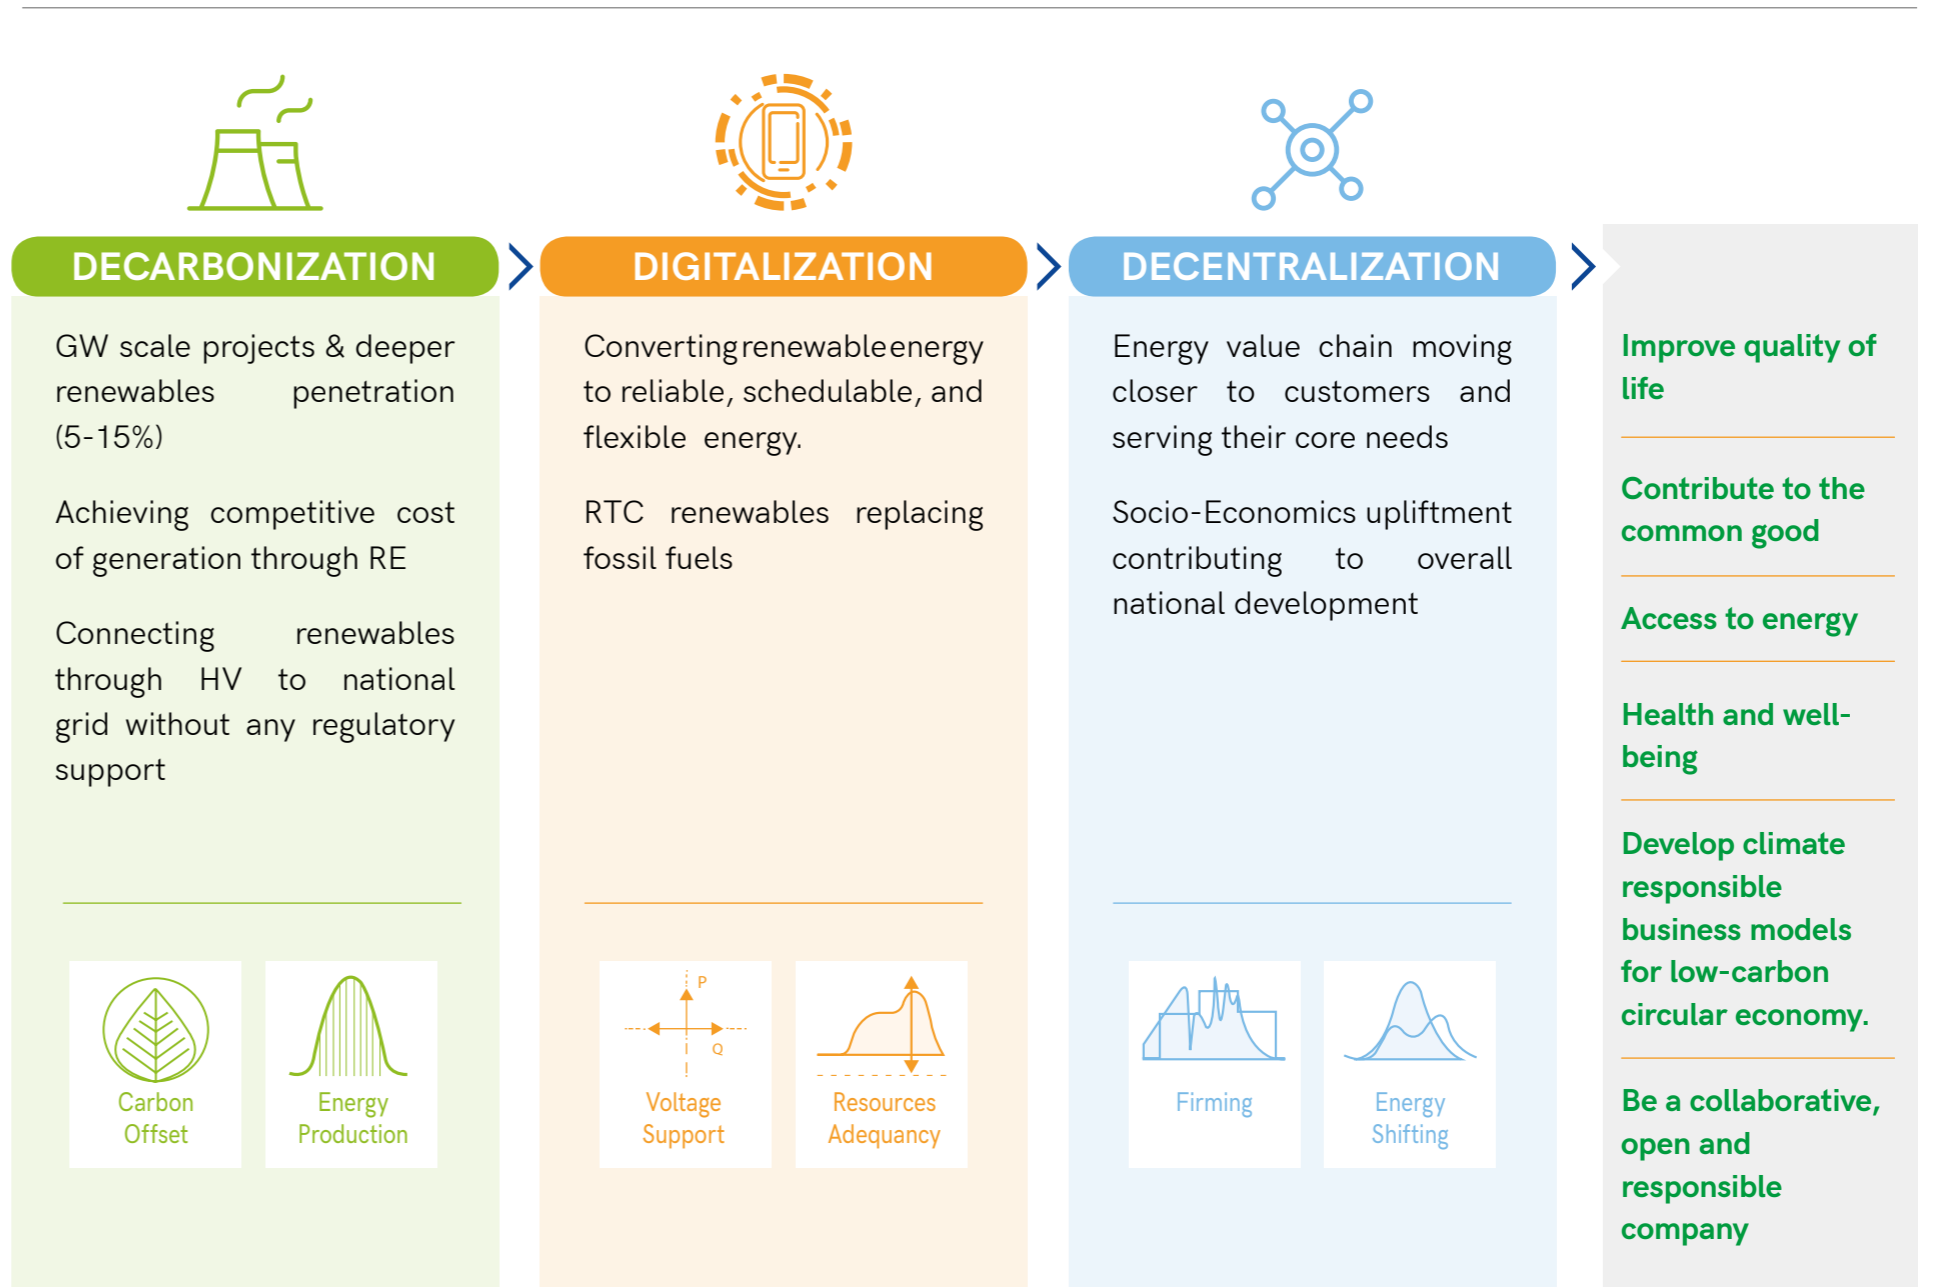 DECARBONIZATION
GW scale projects & deeper
renewables penetration
(5-15%)
Achieving competitive cost
of generation through RE
Connecting renewables
through HV to national
grid without any regulatory
support
Carbon
Offset
Energy
Production
DIGITALIZATION
Converting renewable energy
to reliable, schedulable, and
flexible energy.
RTC renewables replacing
fossil fuels
P
Q
Voltage
Support
Resources
Adequancy
DECENTRALIZATION
Energy value chain moving
closer to customers and
serving their core needs
Socio-Economics upliftment
contributing to overall
national development
Firming
Energy
Shifting
Improve quality of
life
Contribute to the
common good
Access to energy
Health and well-
being
Develop climate
responsible
business models
for low-carbon
circular economy.
Be a collaborative,
open and
responsible
company